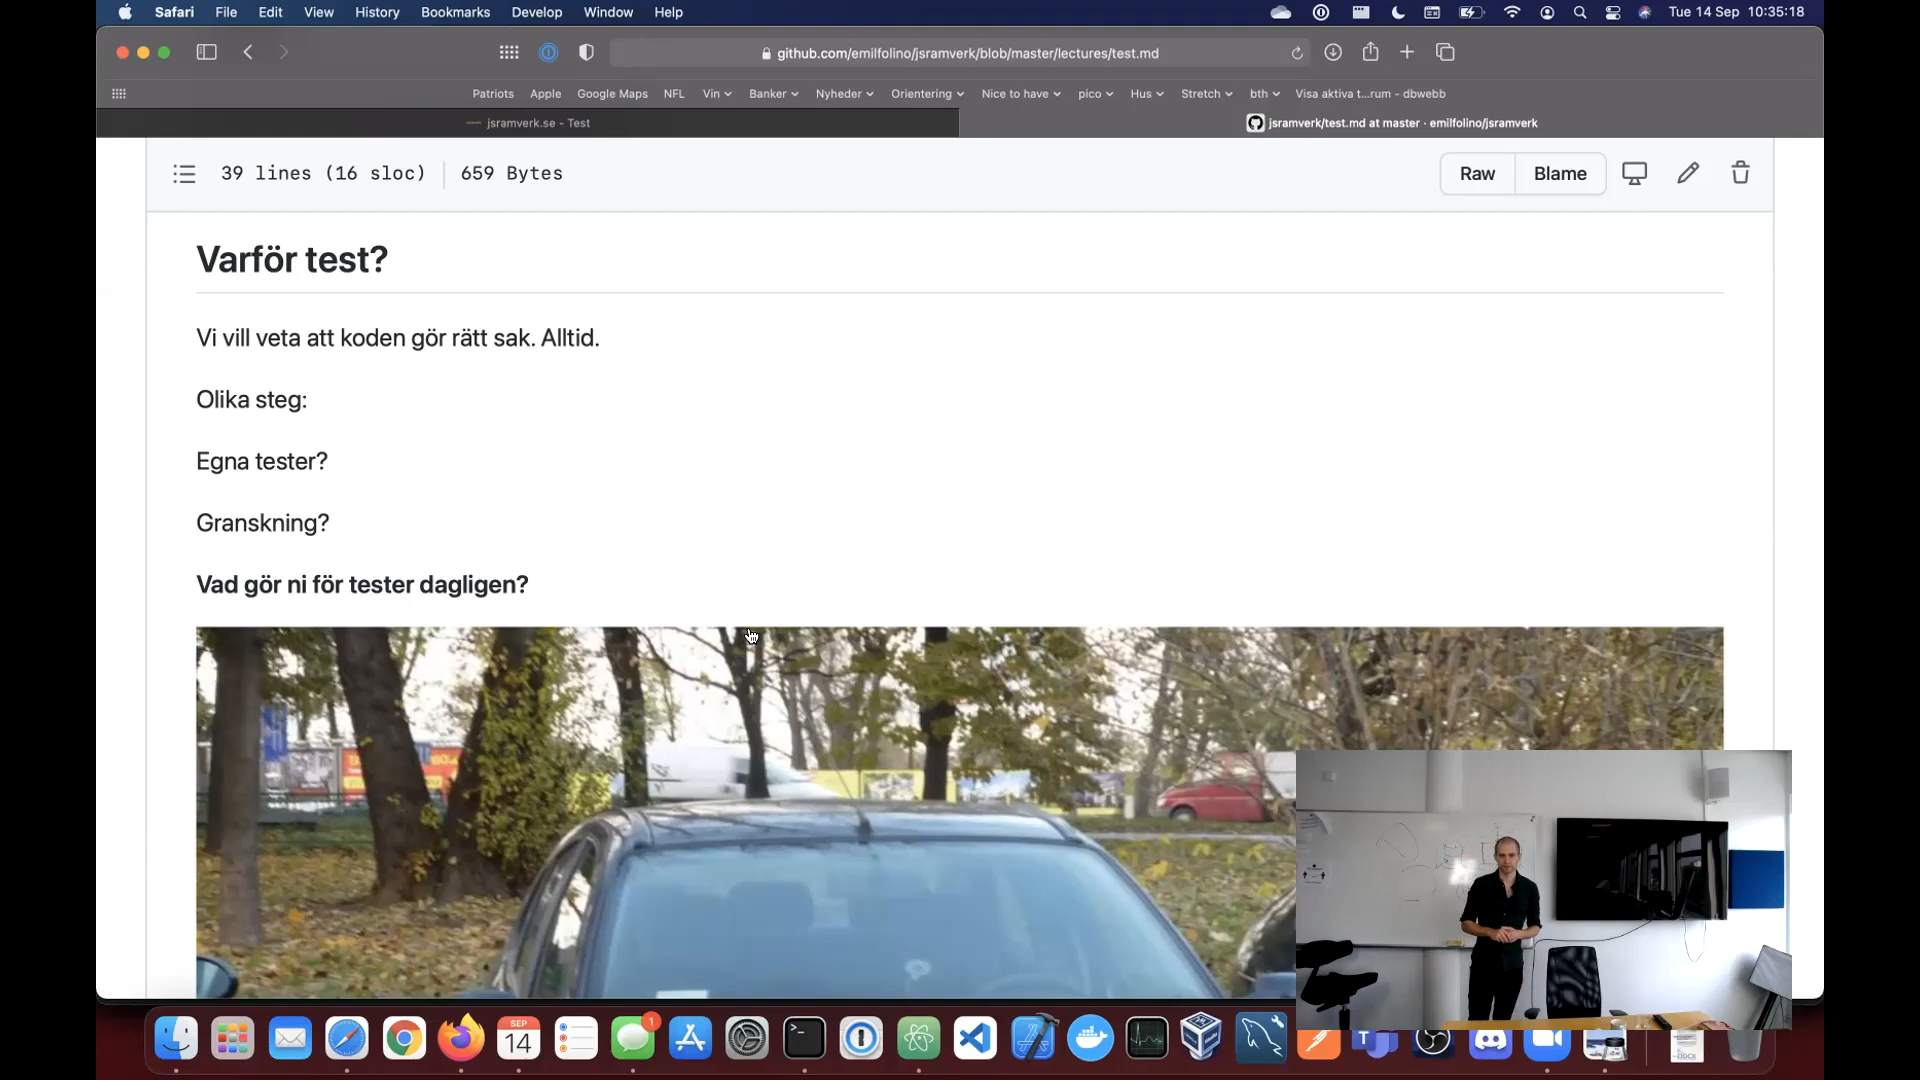 Safari File Edit View History Bookmarks Develop Window Help Tue 14 Sep 10:35:18
github.com/emilfolino/jsramverk/blob/master/lectures/test.md
Patriots Apple Google Maps NFL Vin Banker Nyheder Orientering Nice to have pico Hus Stretch bth Visa aktiva t...rum - dbwebb
jsramverk.se - Test jsramverk/test.md at master · emilfolino/jsramverk
39 lines (16 sloc) 659 Bytes Raw Blame
Varför test?
Vi vill veta att koden gör rätt sak. Alltid.
Olika steg:
Egna tester?
Granskning?
Vad gör ni för tester dagligen?
SEP
14
1
DOCX